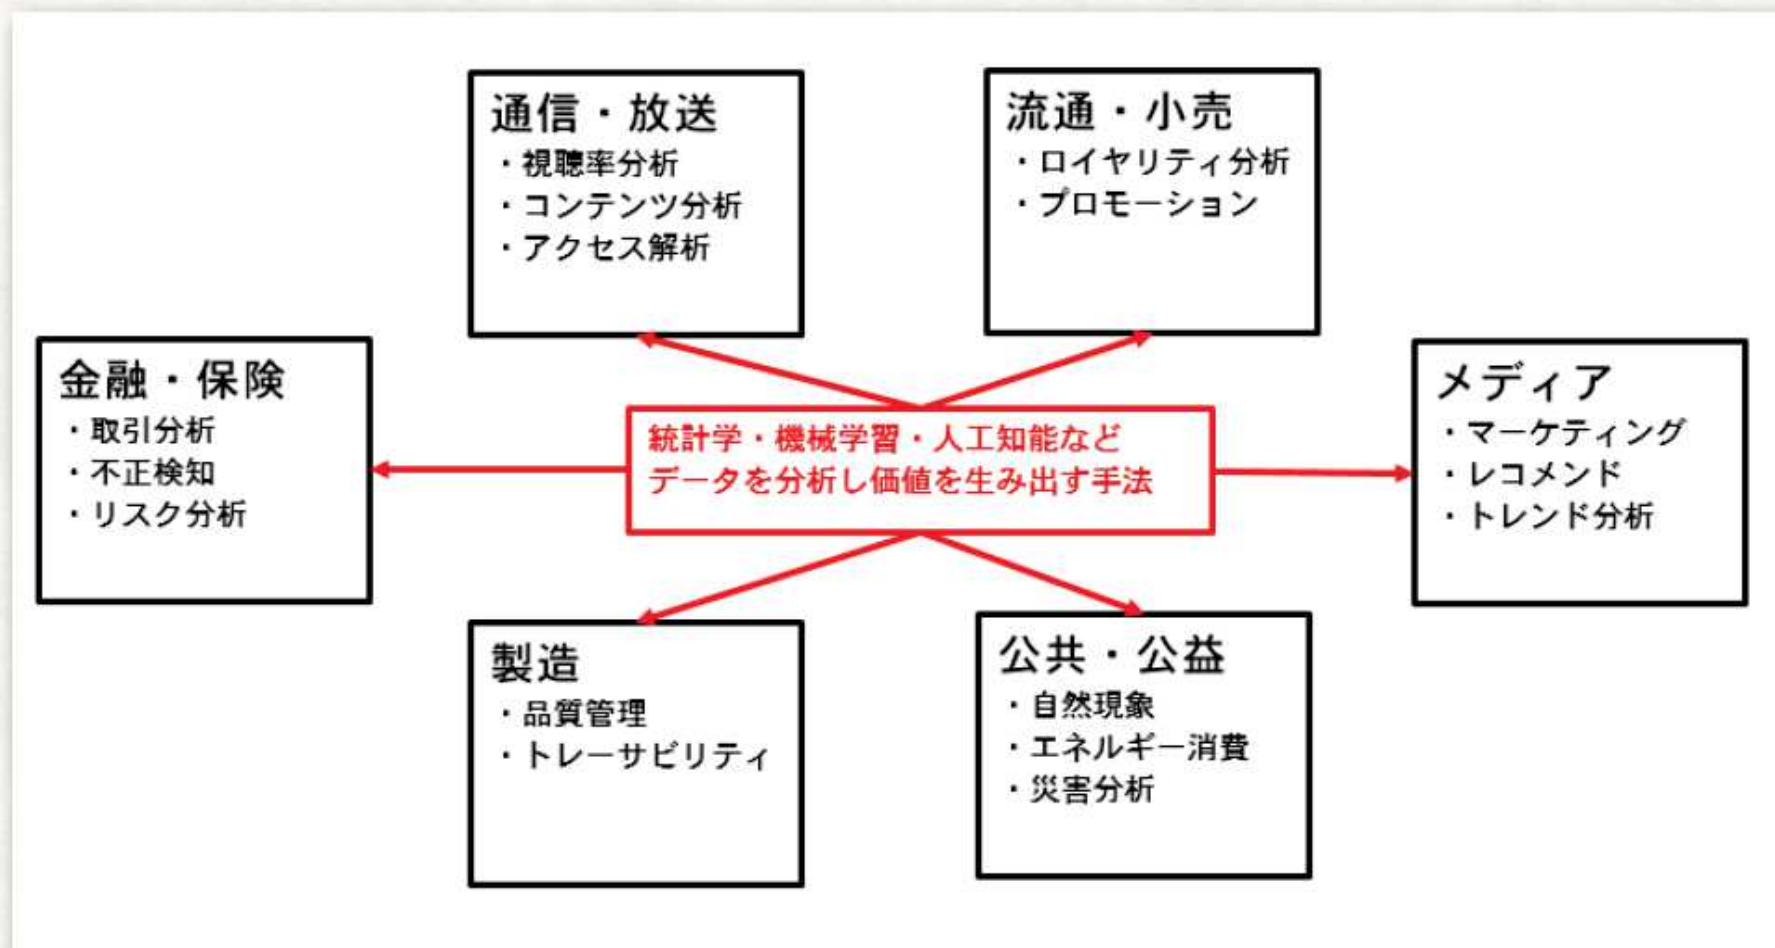 通信・放送
・視聴率分析
・コンテンツ分析
・アクセス解析
流通・小売
・ロイヤリティ分析
・プロモーション
金融・保険
・取引分析
・不正検知
・リスク分析
統計学・機械学習・人工知能など
データを分析し価値を生み出す手法
メディア
・マーケティング
・レコメンド
・トレンド分析
製造
・品質管理
・トレーサビリティ
公共・公益
・自然現象
・エネルギー消費
・災害分析